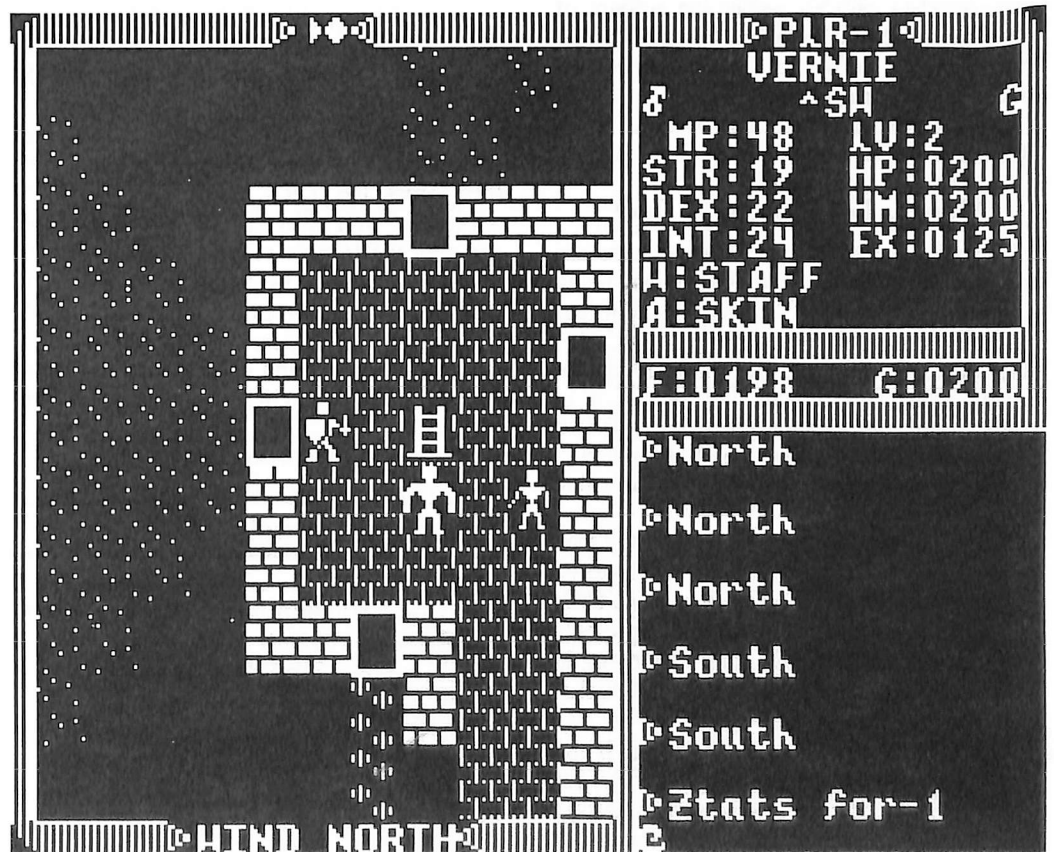 PLR-1
VERNIE
♂ ^SW G
MP:48 LV:2
STR:19 HP:0200
DEX:22 HM:0200
INT:24 EX:0125
W:STAFF
A:SKIN
F:0198 G:0200
North
North
North
South
South
Ztats for-1
WIND NORTH